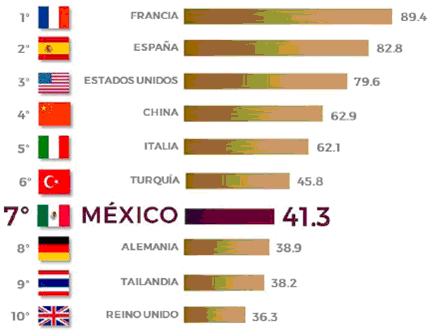 1° FRANCIA 89.4
2° ESPAÑA 82.8
3° ESTADOS UNIDOS 79.6
4° CHINA 62.9
5° ITALIA 62.1
6° TURQUÍA 45.8
7° MÉXICO 41.3
8° ALEMANIA 38.9
9° TAILANDIA 38.2
10° REINO UNIDO 36.3